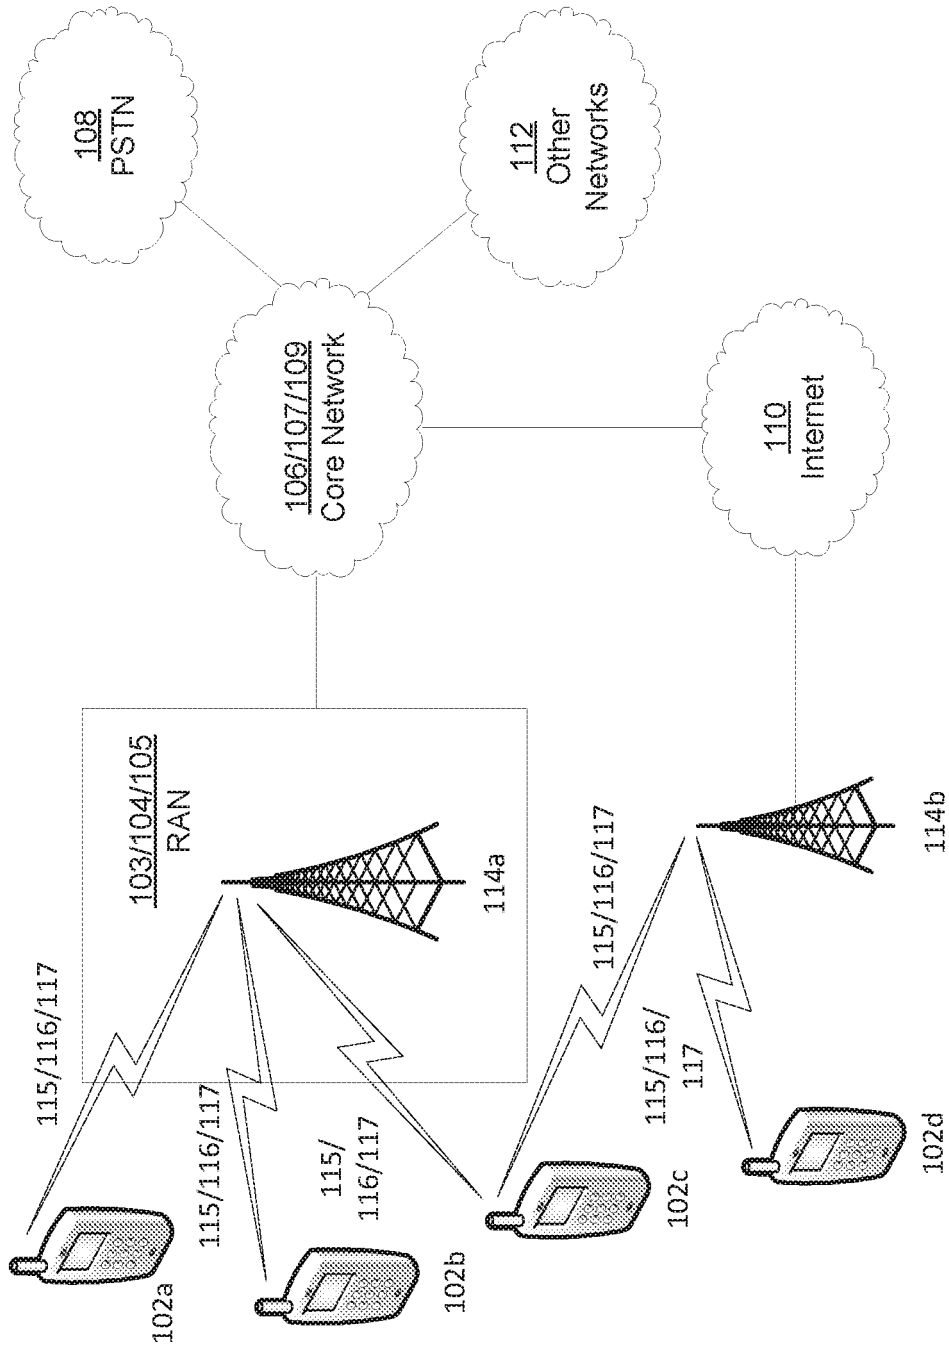 108
PSTN
112
Other
Networks
106/107/109
Core Network
110
Internet
103/104/105
RAN
114a
114b
115/116/117
115/116/117
115/
116/117
115/116/117
115/116/
117
102a
102b
102c
102d